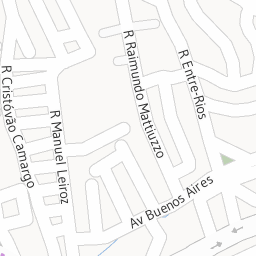 R Cristóvão Camargo
R Manuel Leiroz
R Raimundo Mattiuzzo
R Entre-Rios
Av Buenos Aires